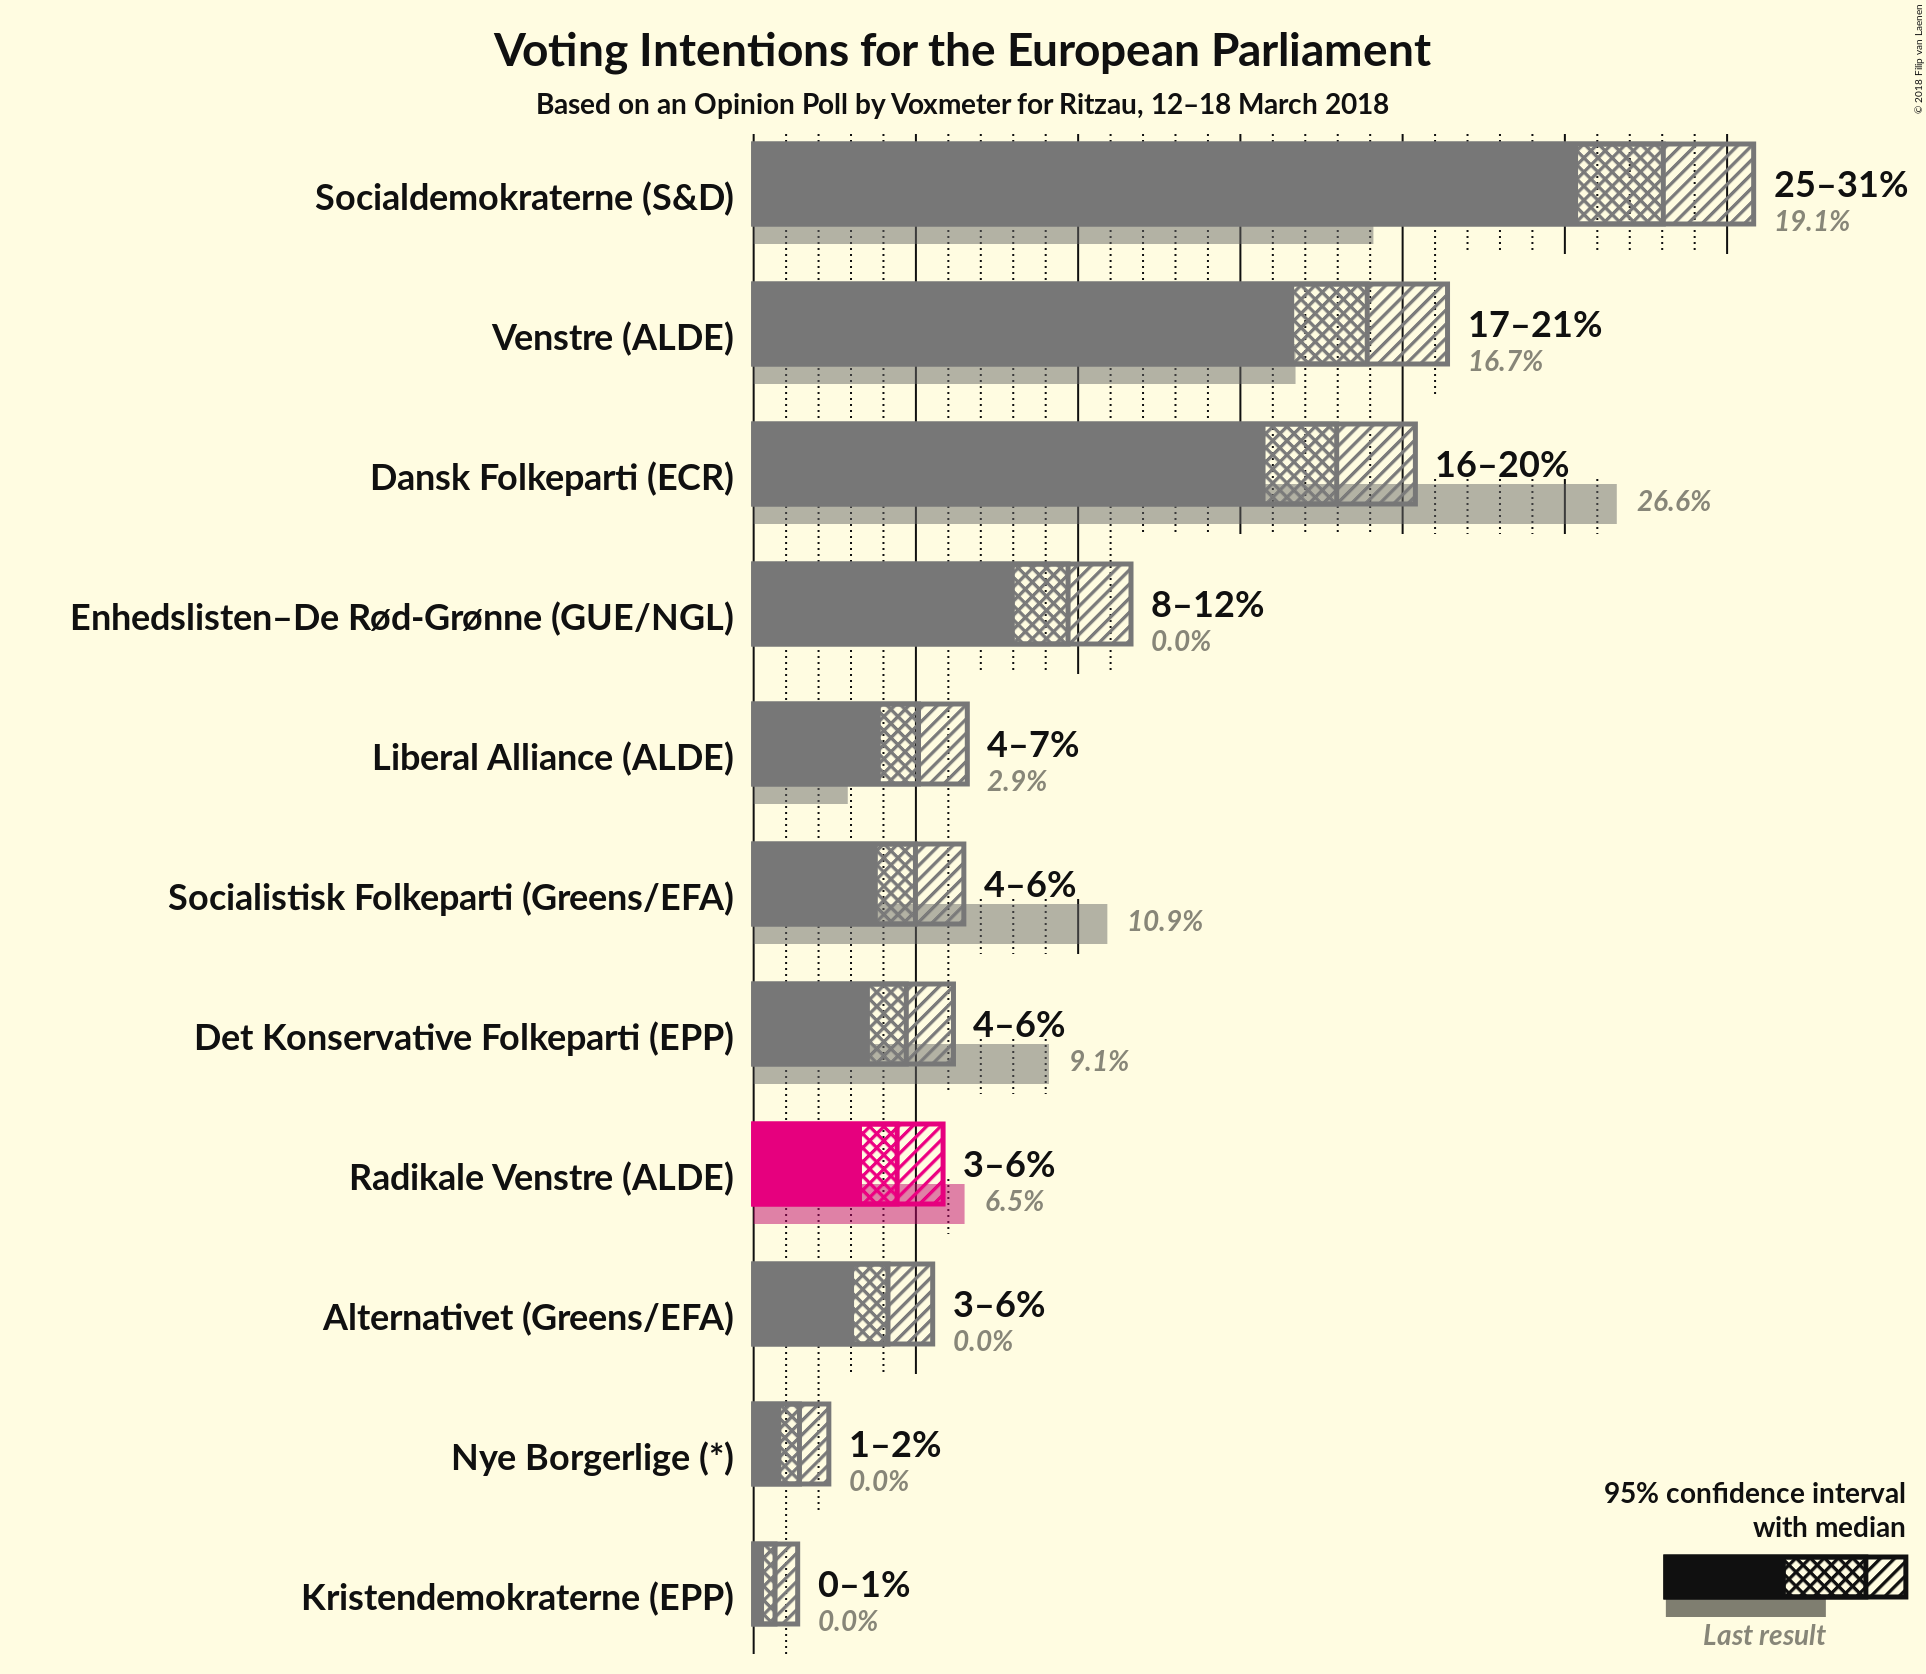 Voting Intentions for the European Parliament
Based on an Opinion Poll by Voxmeter for Ritzau, 12–18 March 2018
© 2018 Filip van Laenen
Socialdemokraterne (S&D)
25–31%
19.1%
Venstre (ALDE)
17–21%
16.7%
Dansk Folkeparti (ECR)
16–20%
26.6%
Enhedslisten–De Rød-Grønne (GUE/NGL)
8–12%
0.0%
Liberal Alliance (ALDE)
4–7%
2.9%
Socialistisk Folkeparti (Greens/EFA)
4–6%
10.9%
Det Konservative Folkeparti (EPP)
4–6%
9.1%
Radikale Venstre (ALDE)
3–6%
6.5%
Alternativet (Greens/EFA)
3–6%
0.0%
Nye Borgerlige (*)
1–2%
0.0%
Kristendemokraterne (EPP)
0–1%
0.0%
95% confidence interval
with median
Last result